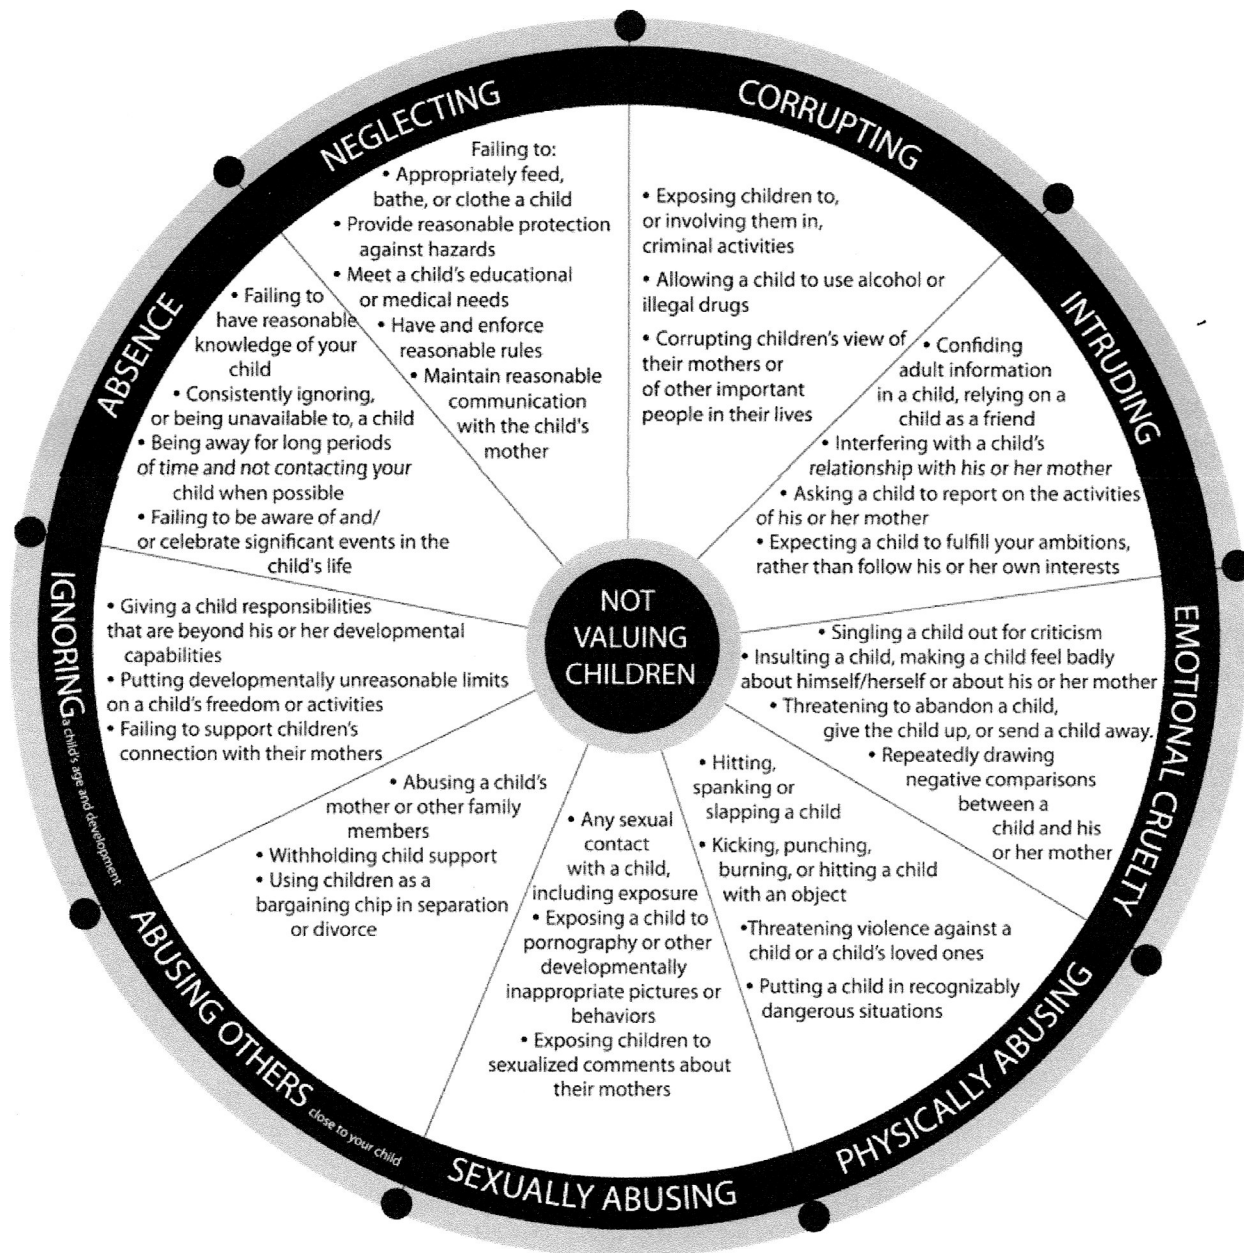 NOT
VALUING
CHILDREN
CORRUPTING
• Exposing children to,
or involving them in,
criminal activities
• Allowing a child to use alcohol or
illegal drugs
• Corrupting children's view of
their mothers or
of other important
people in their lives
INTRUDING
• Confiding
adult information
in a child, relying on a
child as a friend
• Interfering with a child's
relationship with his or her mother
• Asking a child to report on the activities
of his or her mother
• Expecting a child to fulfill your ambitions,
rather than follow his or her own interests
EMOTIONAL CRUELTY
• Singling a child out for criticism
• Insulting a child, making a child feel badly
about himself/herself or about his or her mother
• Threatening to abandon a child,
give the child up, or send a child away.
• Repeatedly drawing
negative comparisons
between a
child and his
or her mother
PHYSICALLY ABUSING
• Hitting,
spanking or
slapping a child
• Kicking, punching,
burning, or hitting a child
with an object
•Threatening violence against a
child or a child's loved ones
• Putting a child in recognizably
dangerous situations
SEXUALLY ABUSING
• Any sexual
contact
with a child,
including exposure
• Exposing a child to
pornography or other
developmentally
inappropriate pictures or
behaviors
• Exposing children to
sexualized comments about
their mothers
ABUSING OTHERS close to your child
• Abusing a child's
mother or other family
members
• Withholding child support
• Using children as a
bargaining chip in separation
or divorce
IGNORING a child's age and development
• Giving a child responsibilities
that are beyond his or her developmental
capabilities
• Putting developmentally unreasonable limits
on a child's freedom or activities
• Failing to support children's
connection with their mothers
ABSENCE
• Failing to
have reasonable
knowledge of your
child
• Consistently ignoring,
or being unavailable to, a child
• Being away for long periods
of time and not contacting your
child when possible
• Failing to be aware of and/
or celebrate significant events in the
child's life
NEGLECTING
Failing to:
• Appropriately feed,
bathe, or clothe a child
• Provide reasonable protection
against hazards
• Meet a child's educational
or medical needs
• Have and enforce
reasonable rules
• Maintain reasonable
communication
with the child's
mother